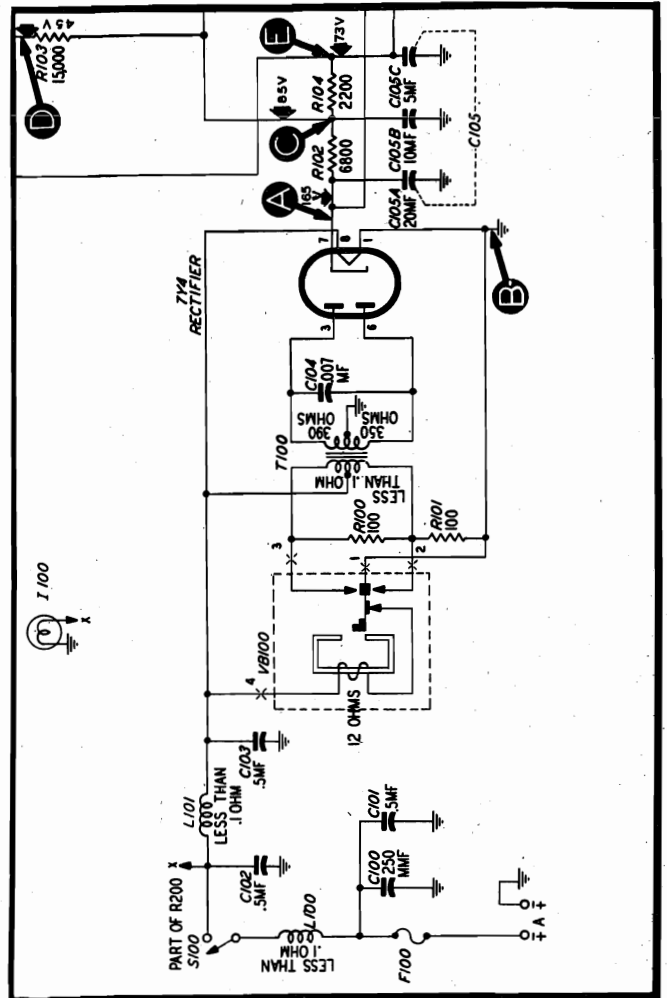 45V
R103
15,000
D
E
73V
85V
R104
2200
C
R102
6800
A
165
V
C105C
5MF
C105B
10MF
C105A
20MF
C105
7Y4
RECTIFIER
7
8
1
B
3
6
C104
.007
MF
T100
390
OHMS
350
OHMS
LESS
THAN .1 OHM
R100
100
R101
100
3
1
2
I 100
X
VB100
4
12 OHMS
C103
.5MF
L101
LESS THAN
.1 OHM
X
PART OF R200
S100
C102
.5MF
L100
LESS THAN
.1 OHM
C101
.5MF
C100
250
MMF
F100
-+ A -+